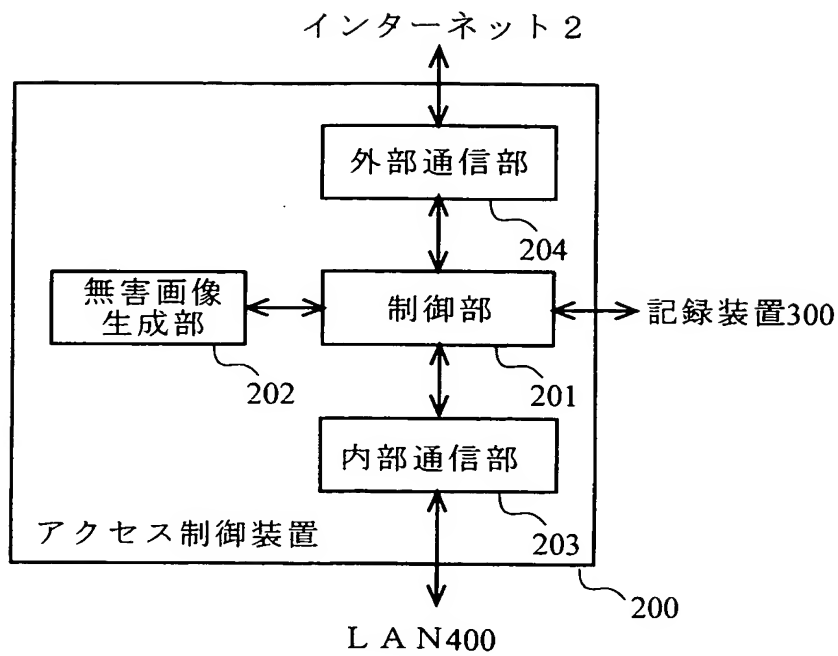 インターネット２
外部通信部
204
無害画像
生成部
202
制御部
201
記録装置300
内部通信部
203
アクセス制御装置
200
ＬＡＮ400